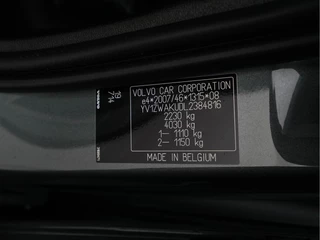 VOLVO CAR CORPORATION
e4*2007/46*1315*08
YV1ZWAKUDL2384816
2230 kg
4030 kg
1- 1110 kg
2- 1150 kg
MADE IN BELGIUM